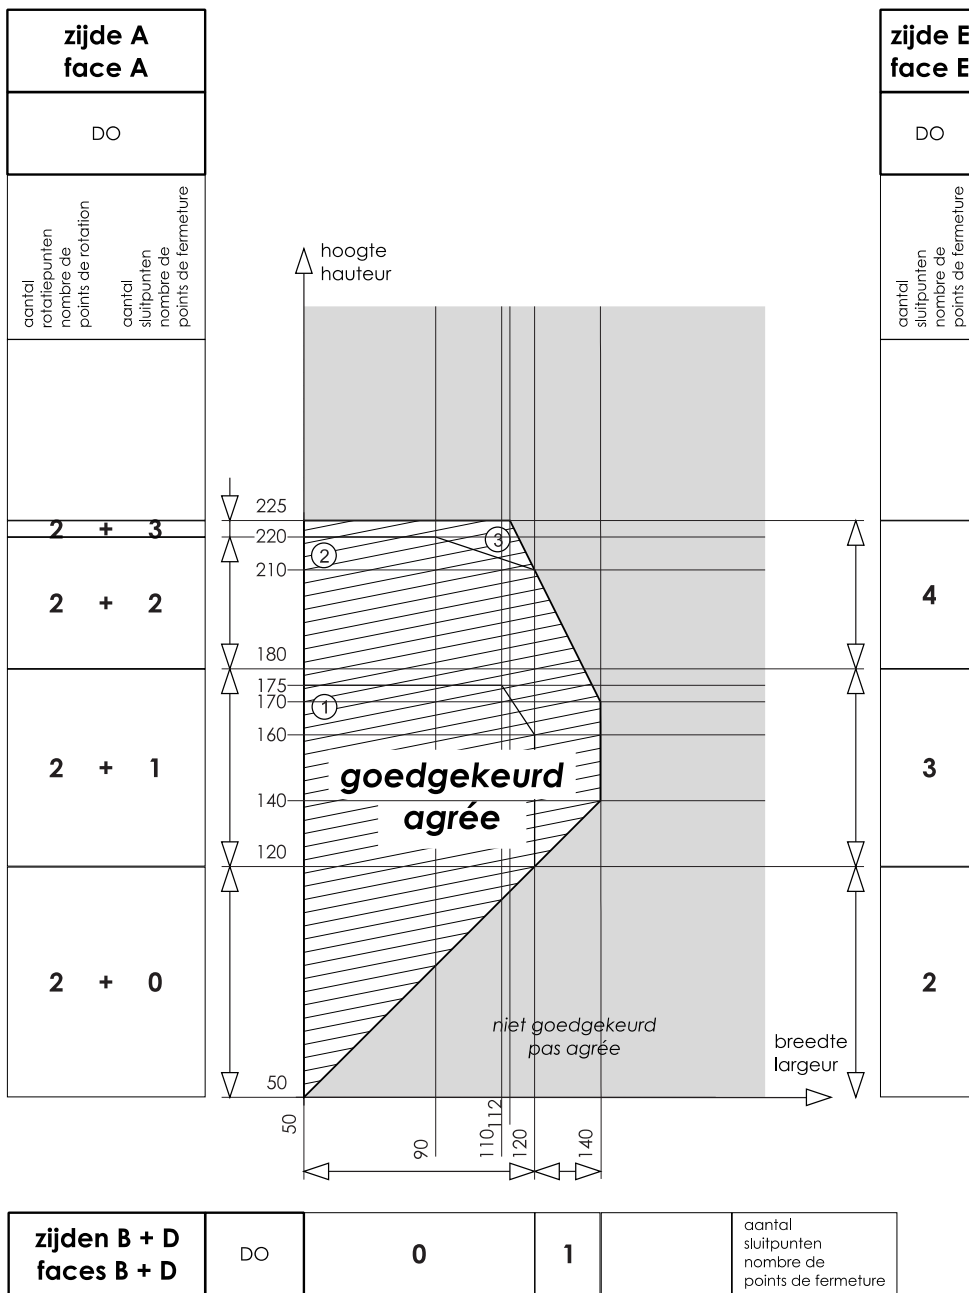 zijde A
face A
DO
aantal
rotatiepunten
nombre de
points de rotation
aantal
sluitpunten
nombre de
points de fermeture
2 + 3
2 + 2
2 + 1
2 + 0
hoogte
hauteur
225
220
210
180
175
170
160
140
120
50
2
3
1
goedgekeurd
agrée
niet goedgekeurd
pas agrée
breedte
largeur
50
90
110
112
120
140
zijde E
face E
DO
aantal
sluitpunten
nombre de
points de fermeture
4
3
2
zijden B + D
faces B + D
DO
0
1
aantal
sluitpunten
nombre de
points de fermeture